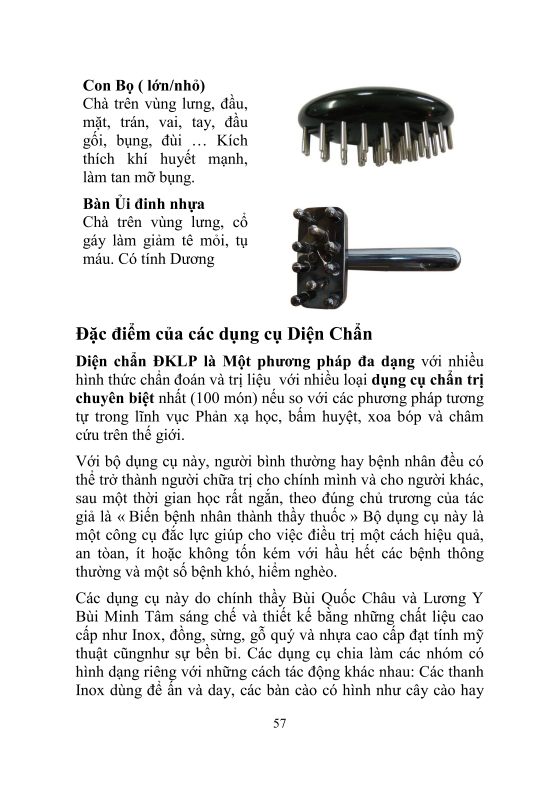 Con Bọ ( lớn/nhỏ)
Chà trên vùng lưng, đầu,
mặt, trán, vai, tay, đầu
gối, bụng, đùi … Kích
thích khí huyết mạnh,
làm tan mỡ bụng.
Bàn Ủi đinh nhựa
Chà trên vùng lưng, cổ
gáy làm giảm tê mỏi, tụ
máu. Có tính Dương
Đặc điểm của các dụng cụ Diện Chẩn
Diện chẩn ĐKLP là Một phương pháp đa dạng với nhiều
hình thức chẩn đoán và trị liệu với nhiều loại dụng cụ chẩn trị
chuyên biệt nhất (100 món) nếu so với các phương pháp tương
tự trong lĩnh vục Phản xạ học, bấm huyệt, xoa bóp và châm
cứu trên thế giới.
Với bộ dụng cụ này, người bình thường hay bệnh nhân đều có
thể trở thành người chữa trị cho chính mình và cho người khác,
sau một thời gian học rất ngắn, theo đúng chủ trương của tác
giả là « Biến bệnh nhân thành thầy thuốc » Bộ dụng cụ này là
một công cụ đắc lực giúp cho việc điều trị một cách hiệu quả,
an tòan, ít hoặc không tốn kém với hầu hết các bệnh thông
thường và một số bệnh khó, hiểm nghèo.
Các dụng cụ này do chính thầy Bùi Quốc Châu và Lương Y
Bùi Minh Tâm sáng chế và thiết kế bằng những chất liệu cao
cấp như Inox, đồng, sừng, gỗ quý và nhựa cao cấp đạt tính mỹ
thuật cũngnhư sự bền bỉ. Các dụng cụ chia làm các nhóm có
hình dạng riêng với những cách tác động khác nhau: Các thanh
Inox dùng để ấn và day, các bàn cào có hình như cây cào hay
57